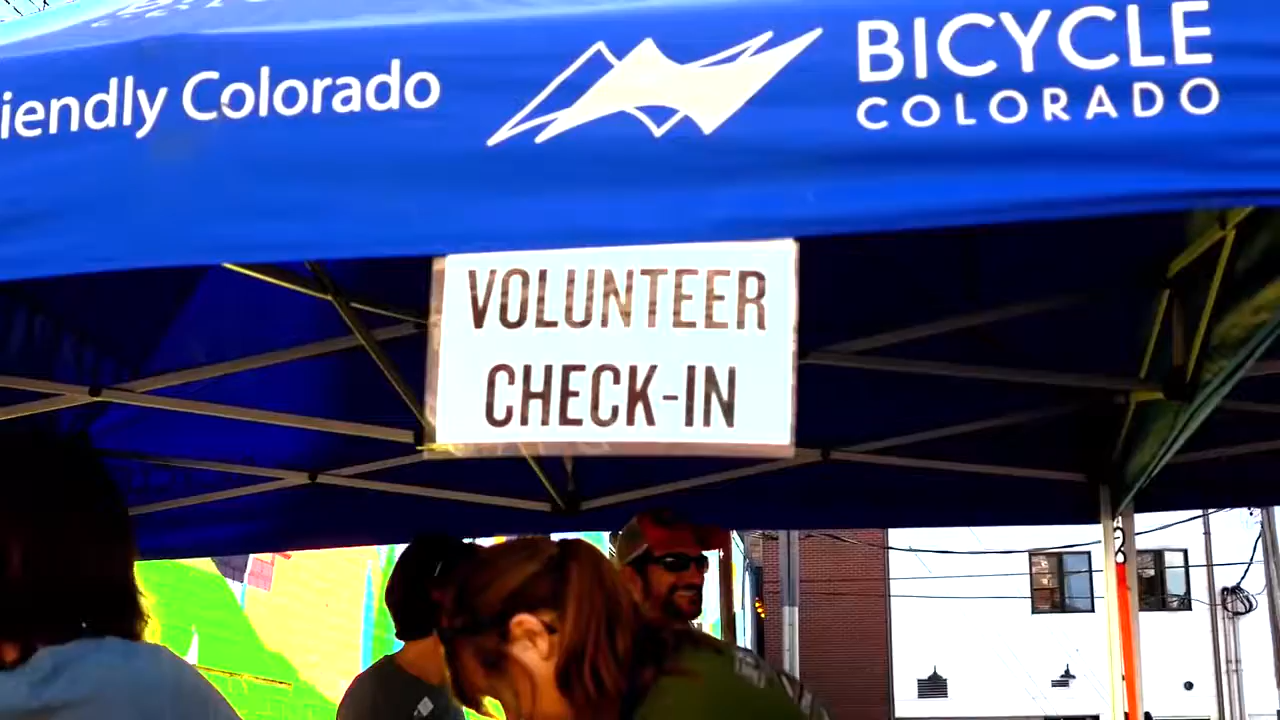 iendly Colorado
BICYCLE
COLORADO
VOLUNTEER
CHECK-IN